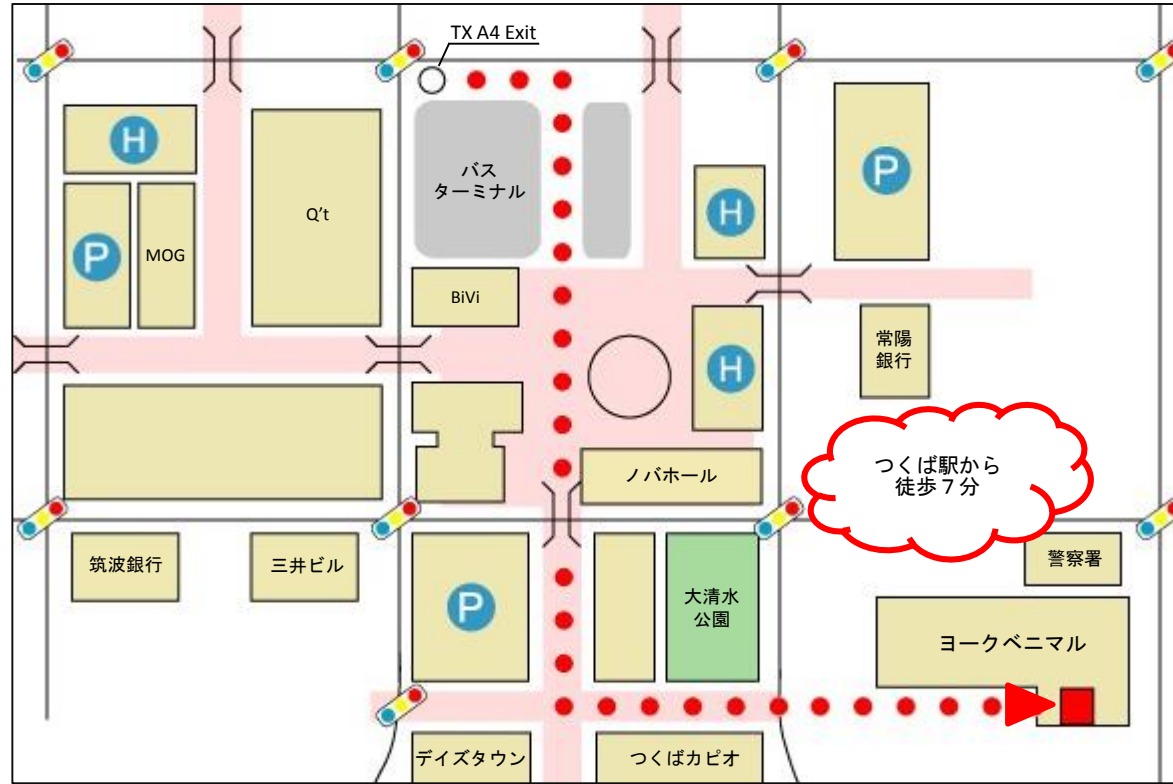 TX A4 Exit
H
バス
ターミナル
P
Q't
H
P
MOG
BiVi
H
常陽
銀行
つくば駅から
徒歩７分
ノバホール
筑波銀行
三井ビル
P
大清水
公園
警察署
ヨークベニマル
デイズタウン
つくばカピオ